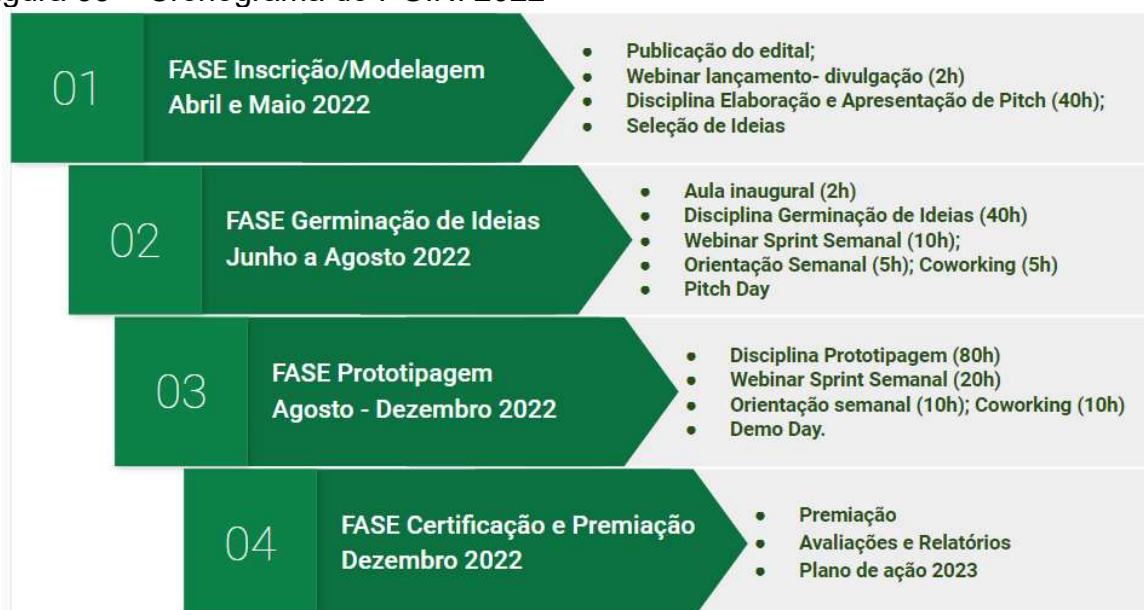 2022
01
FASE Inscrição/Modelagem
Abril e Maio 2022
● Publicação do edital;
● Webinar lançamento- divulgação (2h)
● Disciplina Elaboração e Apresentação de Pitch (40h);
● Seleção de Ideias
02
FASE Germinação de Ideias
Junho a Agosto 2022
● Aula inaugural (2h)
● Disciplina Germinação de Ideias (40h)
● Webinar Sprint Semanal (10h);
● Orientação Semanal (5h); Coworking (5h)
● Pitch Day
03
FASE Prototipagem
Agosto - Dezembro 2022
● Disciplina Prototipagem (80h)
● Webinar Sprint Semanal (20h)
● Orientação semanal (10h); Coworking (10h)
● Demo Day.
04
FASE Certificação e Premiação
Dezembro 2022
● Premiação
● Avaliações e Relatórios
● Plano de ação 2023